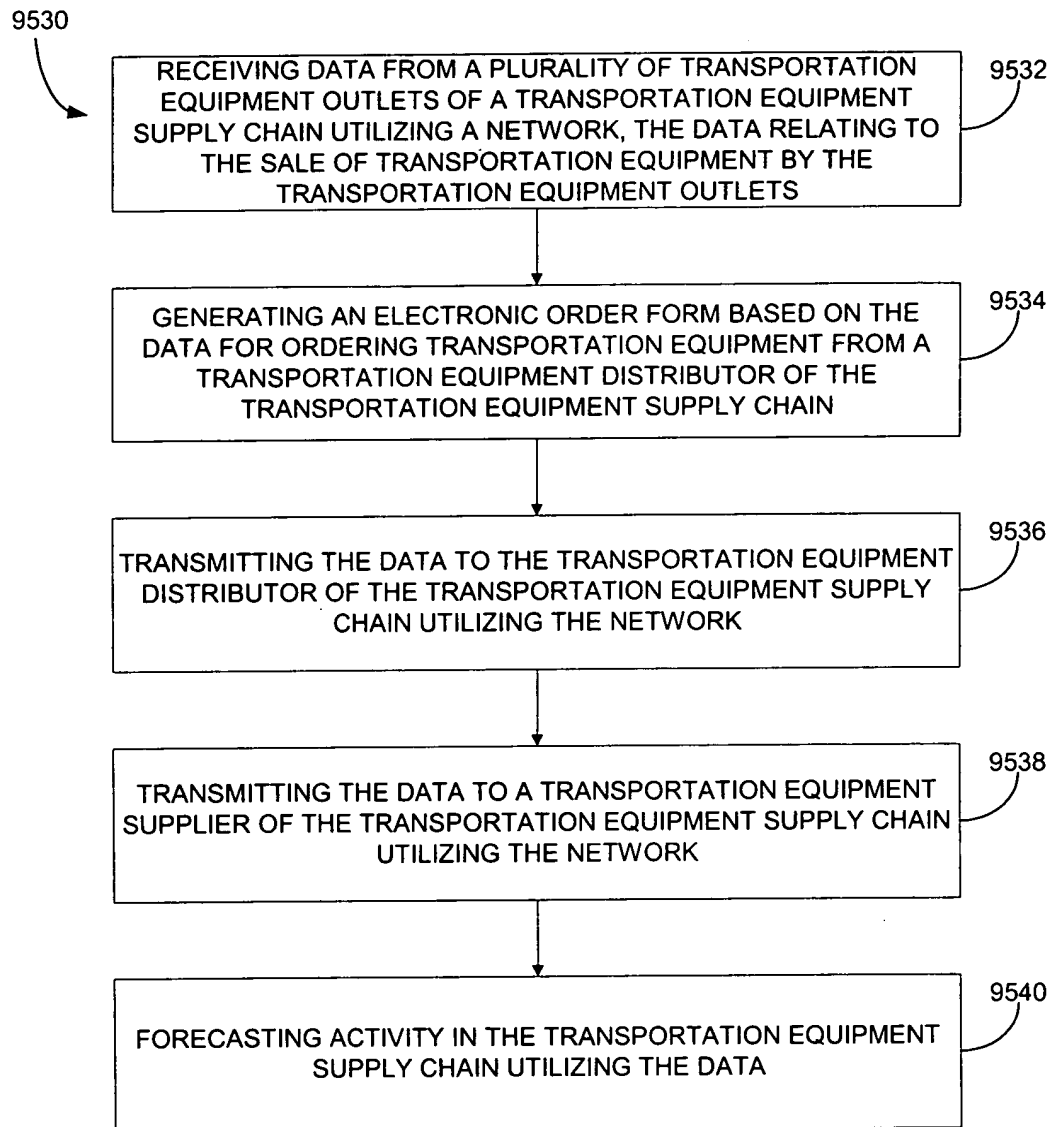 9530
RECEIVING DATA FROM A PLURALITY OF TRANSPORTATION
EQUIPMENT OUTLETS OF A TRANSPORTATION EQUIPMENT
SUPPLY CHAIN UTILIZING A NETWORK, THE DATA RELATING TO
THE SALE OF TRANSPORTATION EQUIPMENT BY THE
TRANSPORTATION EQUIPMENT OUTLETS
9532
GENERATING AN ELECTRONIC ORDER FORM BASED ON THE
DATA FOR ORDERING TRANSPORTATION EQUIPMENT FROM A
TRANSPORTATION EQUIPMENT DISTRIBUTOR OF THE
TRANSPORTATION EQUIPMENT SUPPLY CHAIN
9534
TRANSMITTING THE DATA TO THE TRANSPORTATION EQUIPMENT
DISTRIBUTOR OF THE TRANSPORTATION EQUIPMENT SUPPLY
CHAIN UTILIZING THE NETWORK
9536
TRANSMITTING THE DATA TO A TRANSPORTATION EQUIPMENT
SUPPLIER OF THE TRANSPORTATION EQUIPMENT SUPPLY CHAIN
UTILIZING THE NETWORK
9538
FORECASTING ACTIVITY IN THE TRANSPORTATION EQUIPMENT
SUPPLY CHAIN UTILIZING THE DATA
9540